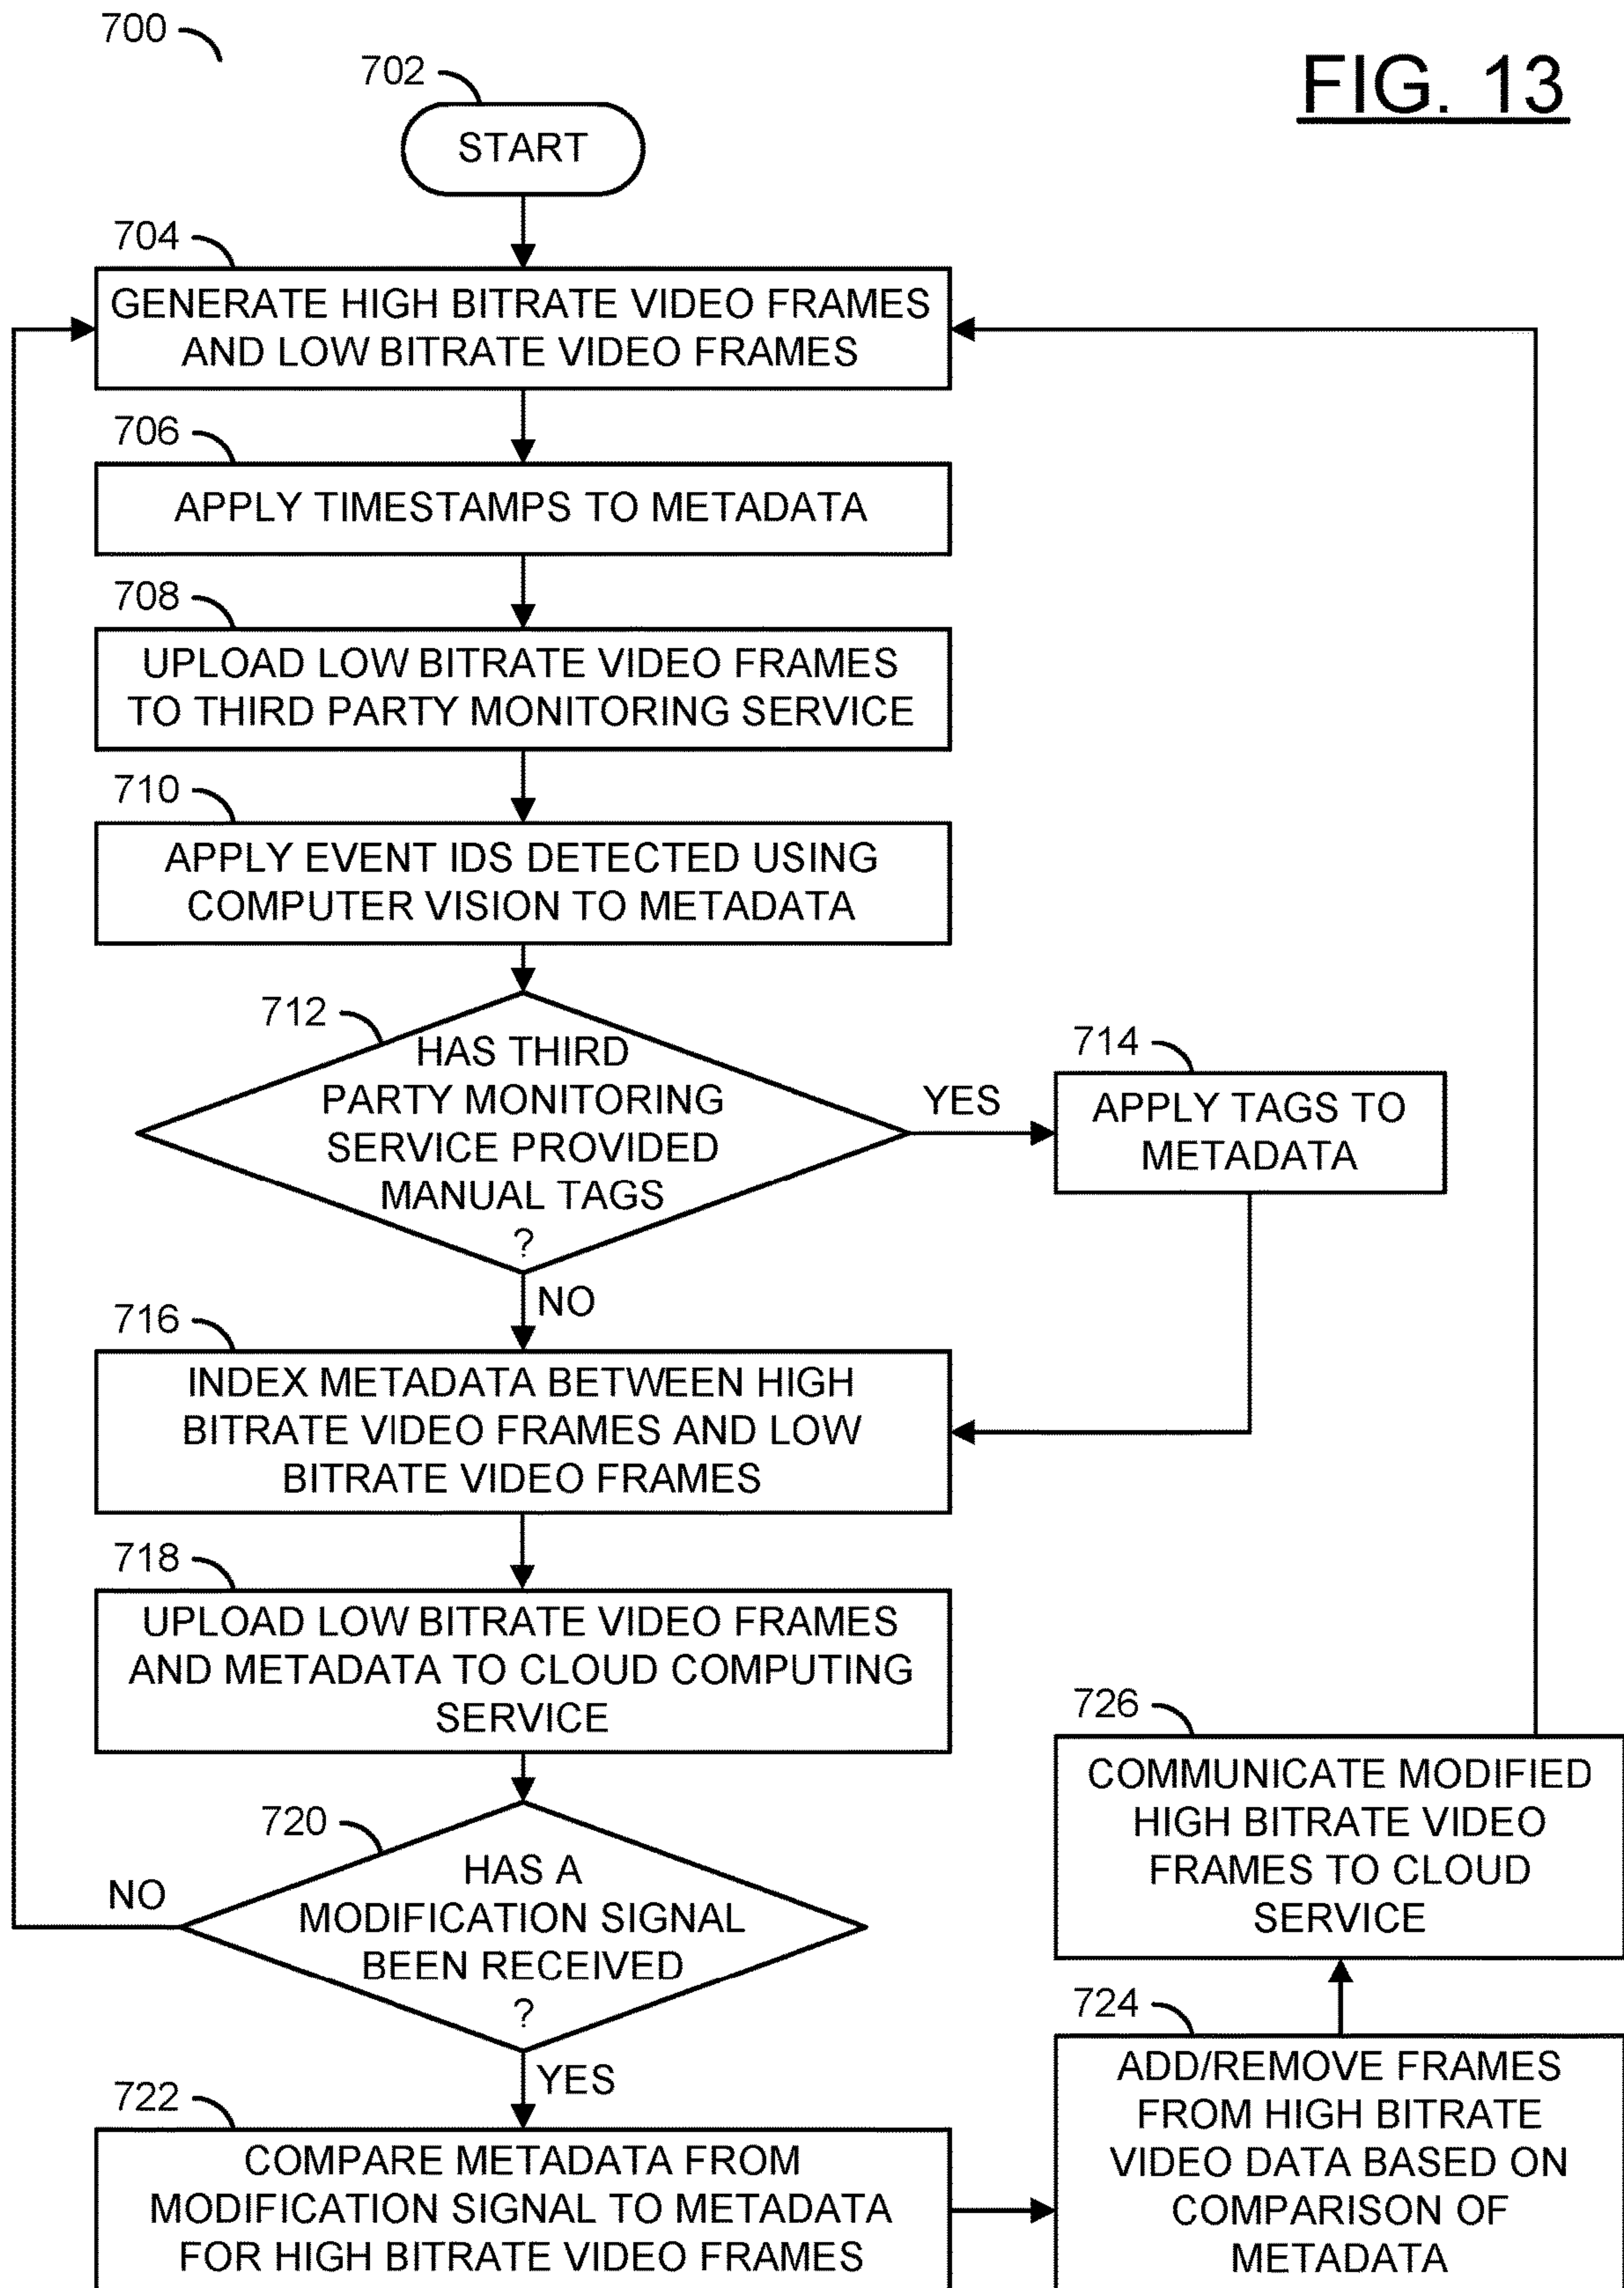 700
FIG. 13
702
START
704
GENERATE HIGH BITRATE VIDEO FRAMES
AND LOW BITRATE VIDEO FRAMES
706
APPLY TIMESTAMPS TO METADATA
708
UPLOAD LOW BITRATE VIDEO FRAMES
TO THIRD PARTY MONITORING SERVICE
710
APPLY EVENT IDS DETECTED USING
COMPUTER VISION TO METADATA
712
HAS THIRD
PARTY MONITORING
SERVICE PROVIDED
MANUAL TAGS
?
YES
714
APPLY TAGS TO
METADATA
NO
716
INDEX METADATA BETWEEN HIGH
BITRATE VIDEO FRAMES AND LOW
BITRATE VIDEO FRAMES
718
UPLOAD LOW BITRATE VIDEO FRAMES
AND METADATA TO CLOUD COMPUTING
SERVICE
720
HAS A
MODIFICATION SIGNAL
BEEN RECEIVED
?
NO
YES
722
COMPARE METADATA FROM
MODIFICATION SIGNAL TO METADATA
FOR HIGH BITRATE VIDEO FRAMES
724
ADD/REMOVE FRAMES
FROM HIGH BITRATE
VIDEO DATA BASED ON
COMPARISON OF
METADATA
726
COMMUNICATE MODIFIED
HIGH BITRATE VIDEO
FRAMES TO CLOUD
SERVICE